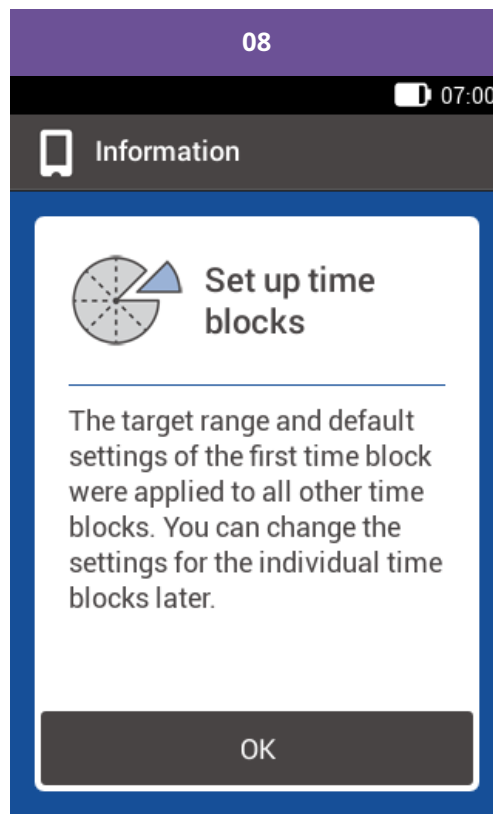 08
07:00
Information
Set up time
blocks
The target range and default
settings of the first time block
were applied to all other time
blocks. You can change the
settings for the individual time
blocks later.
OK